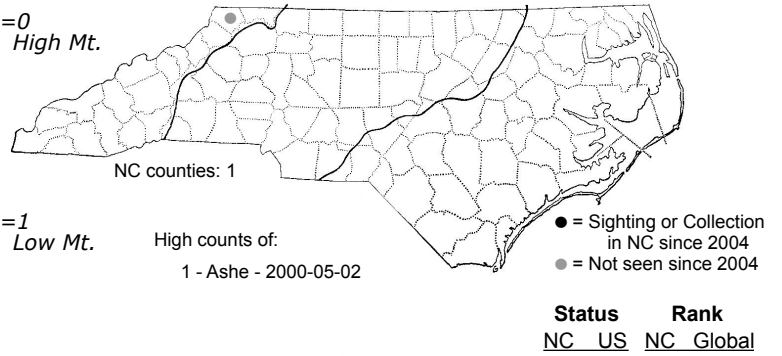 =0
High Mt.
NC counties: 1
=1
Low Mt.
High counts of:
1 - Ashe - 2000-05-02
● = Sighting or Collection
in NC since 2004
● = Not seen since 2004
Status Rank
NC US NC Global